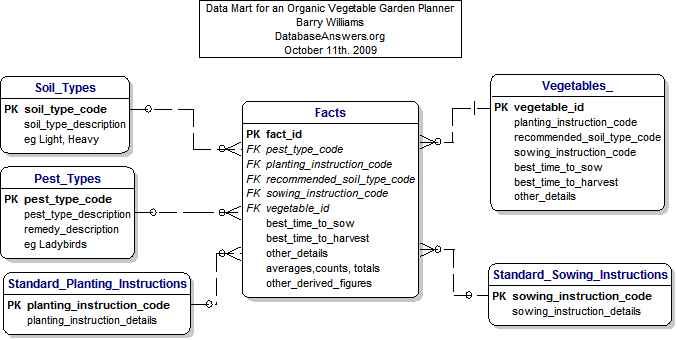 Data Mart for an Organic Vegetable Garden Planner
Barry Williams
DatabaseAnswers.org
October 11th. 2009
Soil_Types
PK soil_type_code
soil_type_description
eg Light, Heavy
Pest_Types
PK pest_type_code
pest_type_description
remedy_description
eg Ladybirds
Standard_Planting_Instructions
PK planting_instruction_code
planting_instruction_details
Facts
PK fact_id
FK pest_type_code
FK planting_instruction_code
FK recommended_soil_type_code
FK sowing_instruction_code
FK vegetable_id
best_time_to_sow
best_time_to_harvest
other_details
averages,counts, totals
other_derived_figures
Vegetables_
PK vegetable_id
planting_instruction_code
recommended_soil_type_code
sowing_instruction_code
best_time_to_sow
best_time_to_harvest
other_details
Standard_Sowing_Instructions
PK sowing_instruction_code
sowing_instruction_details